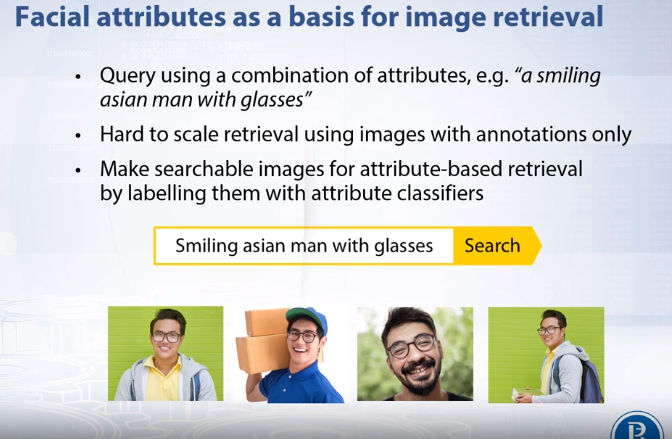 Facial attributes as a basis for image retrieval
• Query using a combination of attributes, e.g. “a smiling
asian man with glasses”
• Hard to scale retrieval using images with annotations only
• Make searchable images for attribute-based retrieval
by labelling them with attribute classifiers
Smiling asian man with glasses Search